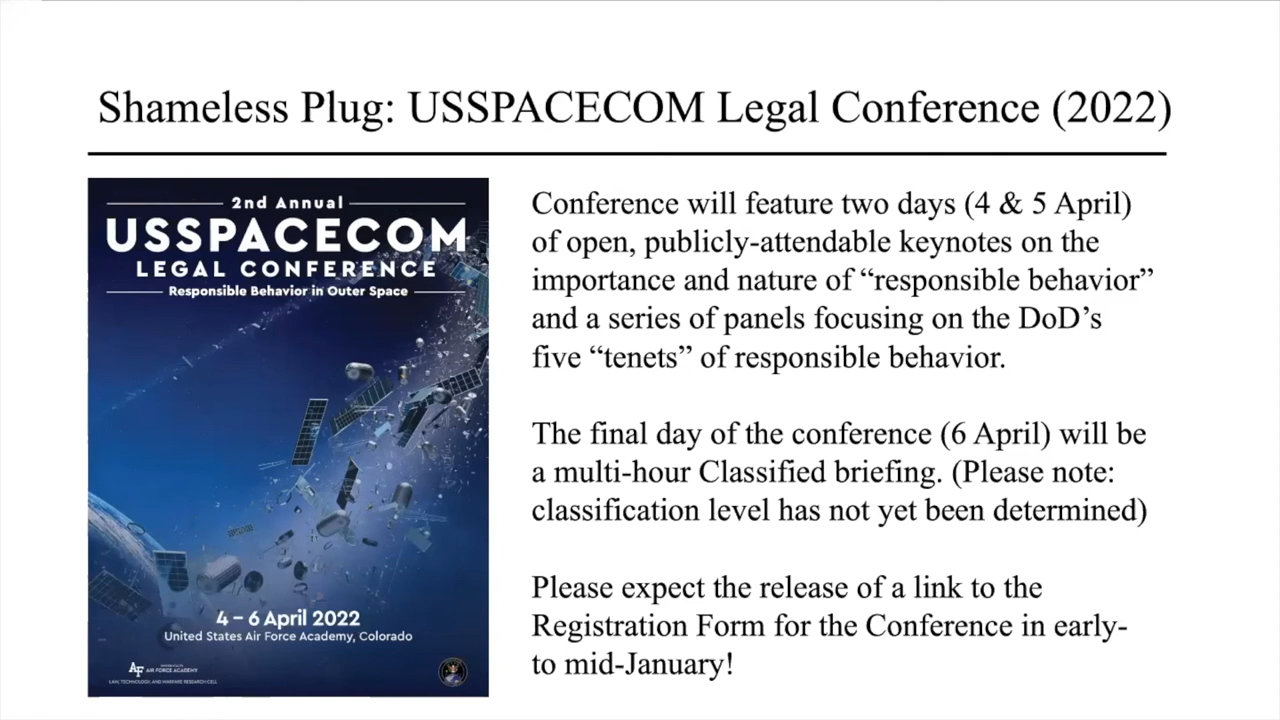 Shameless Plug: USSPACECOM Legal Conference (2022)
2nd Annual
USSPACECOM
LEGAL CONFERENCE
Responsible Behavior in Outer Space
4 – 6 April 2022
United States Air Force Academy, Colorado
AF
AIR FORCE ACADEMY
LAW, TECHNOLOGY, AND WARFARE RESEARCH CELL
Conference will feature two days (4 & 5 April)
of open, publicly-attendable keynotes on the
importance and nature of “responsible behavior”
and a series of panels focusing on the DoD’s
five “tenets” of responsible behavior.
The final day of the conference (6 April) will be
a multi-hour Classified briefing. (Please note:
classification level has not yet been determined)
Please expect the release of a link to the
Registration Form for the Conference in early-
to mid-January!